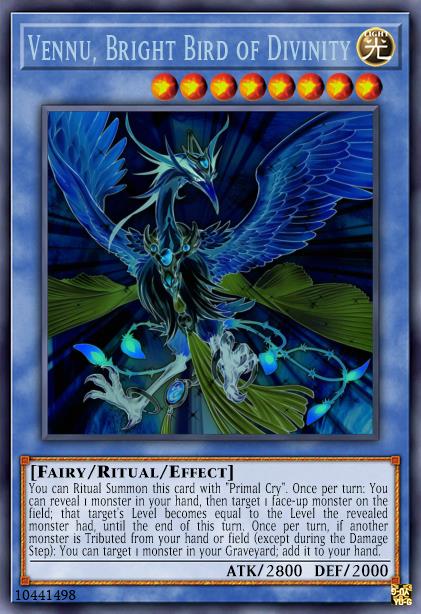 Vennu, Bright Bird of Divinity
LIGHT
光
[Fairy/Ritual/Effect]
You can Ritual Summon this card with "Primal Cry". Once per turn: You
can reveal 1 monster in your hand, then target 1 face-up monster on the
field; that target's Level becomes equal to the Level the revealed
monster had, until the end of this turn. Once per turn, if another
monster is Tributed from your hand or field (except during the Damage
Step): You can target 1 monster in your Graveyard; add it to your hand.
ATK/2800 DEF/2000
10441498